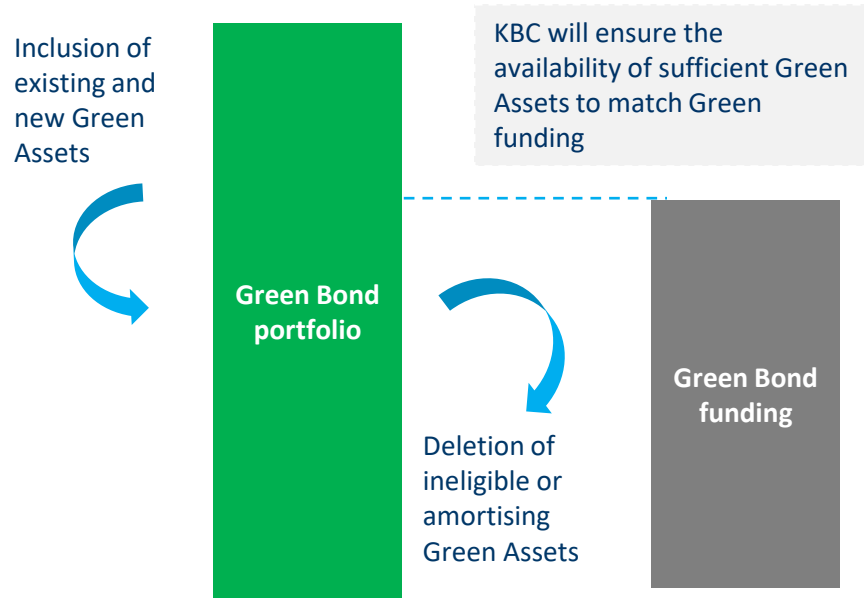 Inclusion of
existing and
new Green
Assets
KBC will ensure the
availability of sufficient Green
Assets to match Green
funding
Green Bond
portfolio
Green Bond
funding
Deletion of
ineligible or
amortising
Green Assets